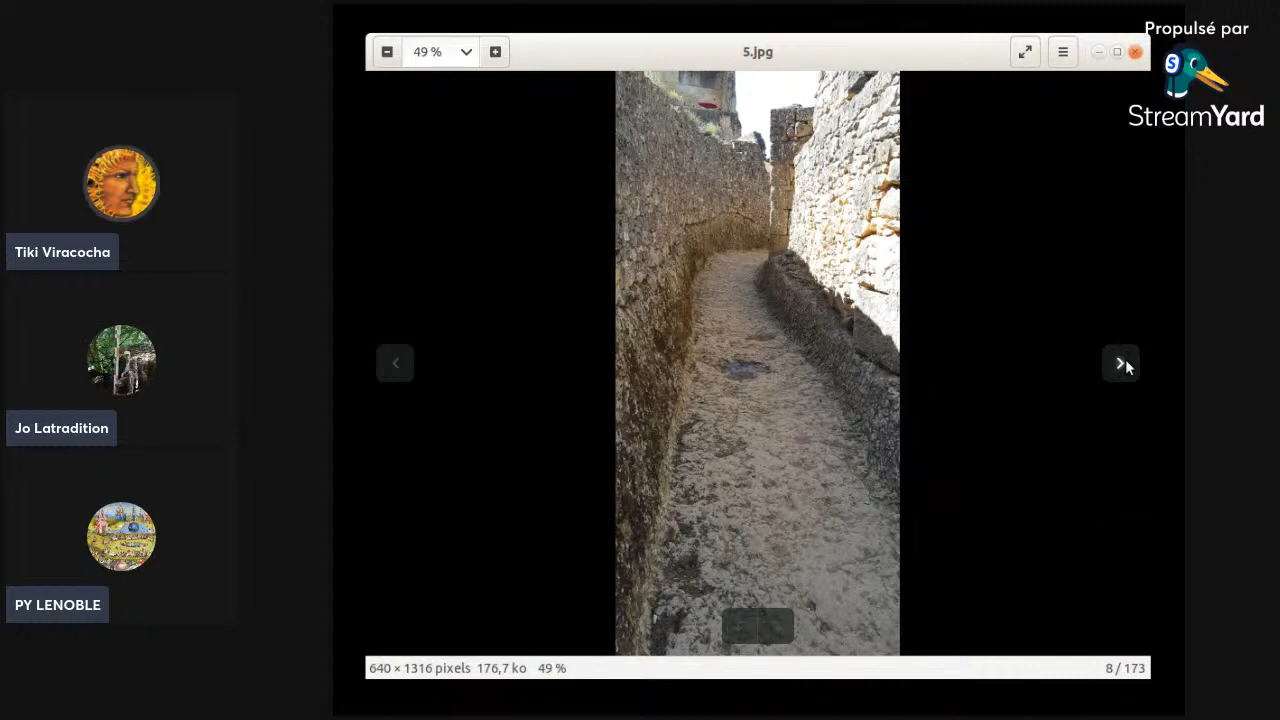 Propulsé par
StreamYard
49 %
5.jpg
Tiki Viracocha
Jo Latradition
PY LENOBLE
640 × 1316 pixels 176,7 ko 49 %
8 / 173